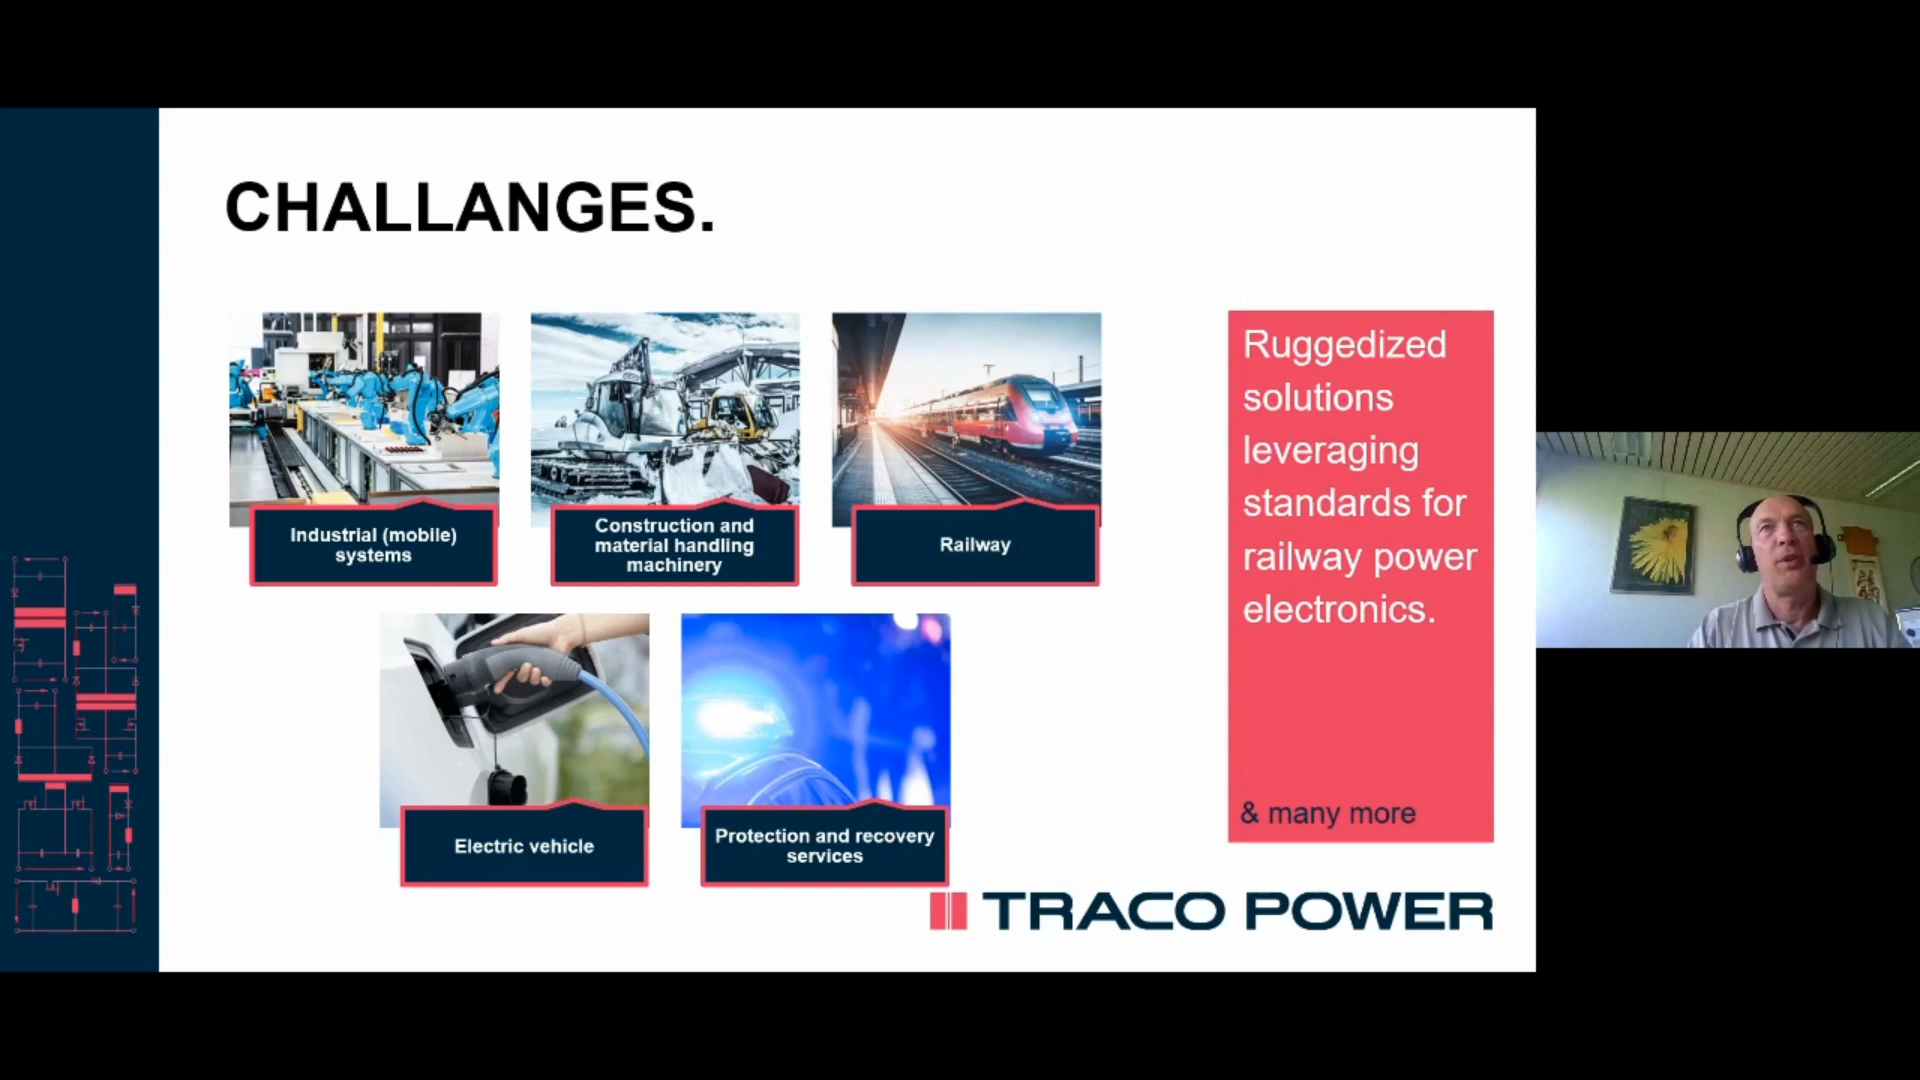 CHALLANGES.
Industrial (mobile)
systems
Construction and
material handling
machinery
Railway
Electric vehicle
Protection and recovery
services
Ruggedized
solutions
leveraging
standards for
railway power
electronics.
& many more
TRACO POWER